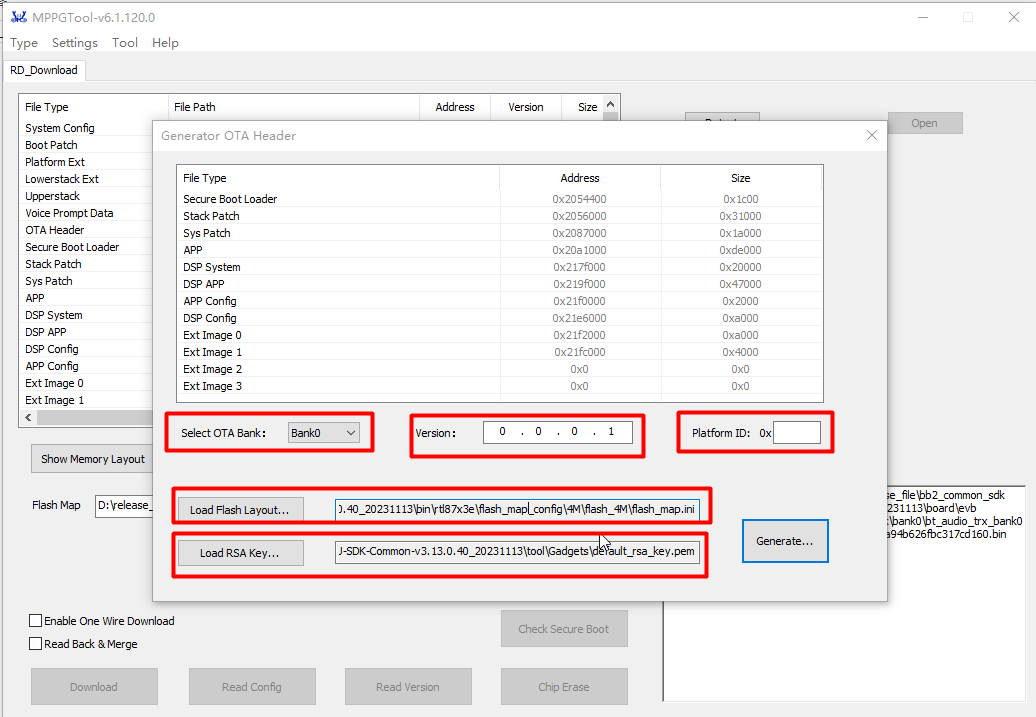 MPPGTool-v6.1.120.0
Type Settings Tool Help
RD_Download
File Type File Path Address Version Size
System Config
Boot Patch
Platform Ext
Lowerstack Ext
Upperstack
Voice Prompt Data
OTA Header
Secure Boot Loader
Stack Patch
Sys Patch
APP
DSP System
DSP APP
DSP Config
APP Config
Ext Image 0
Ext Image 1
Open
Show Memory Layout
Flash Map D:\release_
Generator OTA Header
File Type Address Size
Secure Boot Loader 0x2054400 0x1c00
Stack Patch 0x2056000 0x31000
Sys Patch 0x2087000 0x1a000
APP 0x20a1000 0xde000
DSP System 0x217f000 0x20000
DSP APP 0x219f000 0x47000
APP Config 0x21f0000 0x2000
DSP Config 0x21e6000 0xa000
Ext Image 0 0x21f2000 0xa000
Ext Image 1 0x21fc000 0x4000
Ext Image 2 0x0 0x0
Ext Image 3 0x0 0x0
Select OTA Bank: Bank0 Version: 0 . 0 . 0 . 1 Platform ID: 0x
Load Flash Layout... 0.40_20231113\bin\rtl87x3e\flash_map_config\4M\flash_4M\flash_map.ini
Load RSA Key... J-SDK-Common-v3.13.0.40_20231113\tool\Gadgets\default_rsa_key.pem
Generate...
se_file\bb2_common_sdk
231113\board\evb
k\bank0\bt_audio_trx_bank0
a94b626fbc317cd160.bin
Enable One Wire Download
Read Back & Merge
Check Secure Boot
Download Read Config Read Version Chip Erase